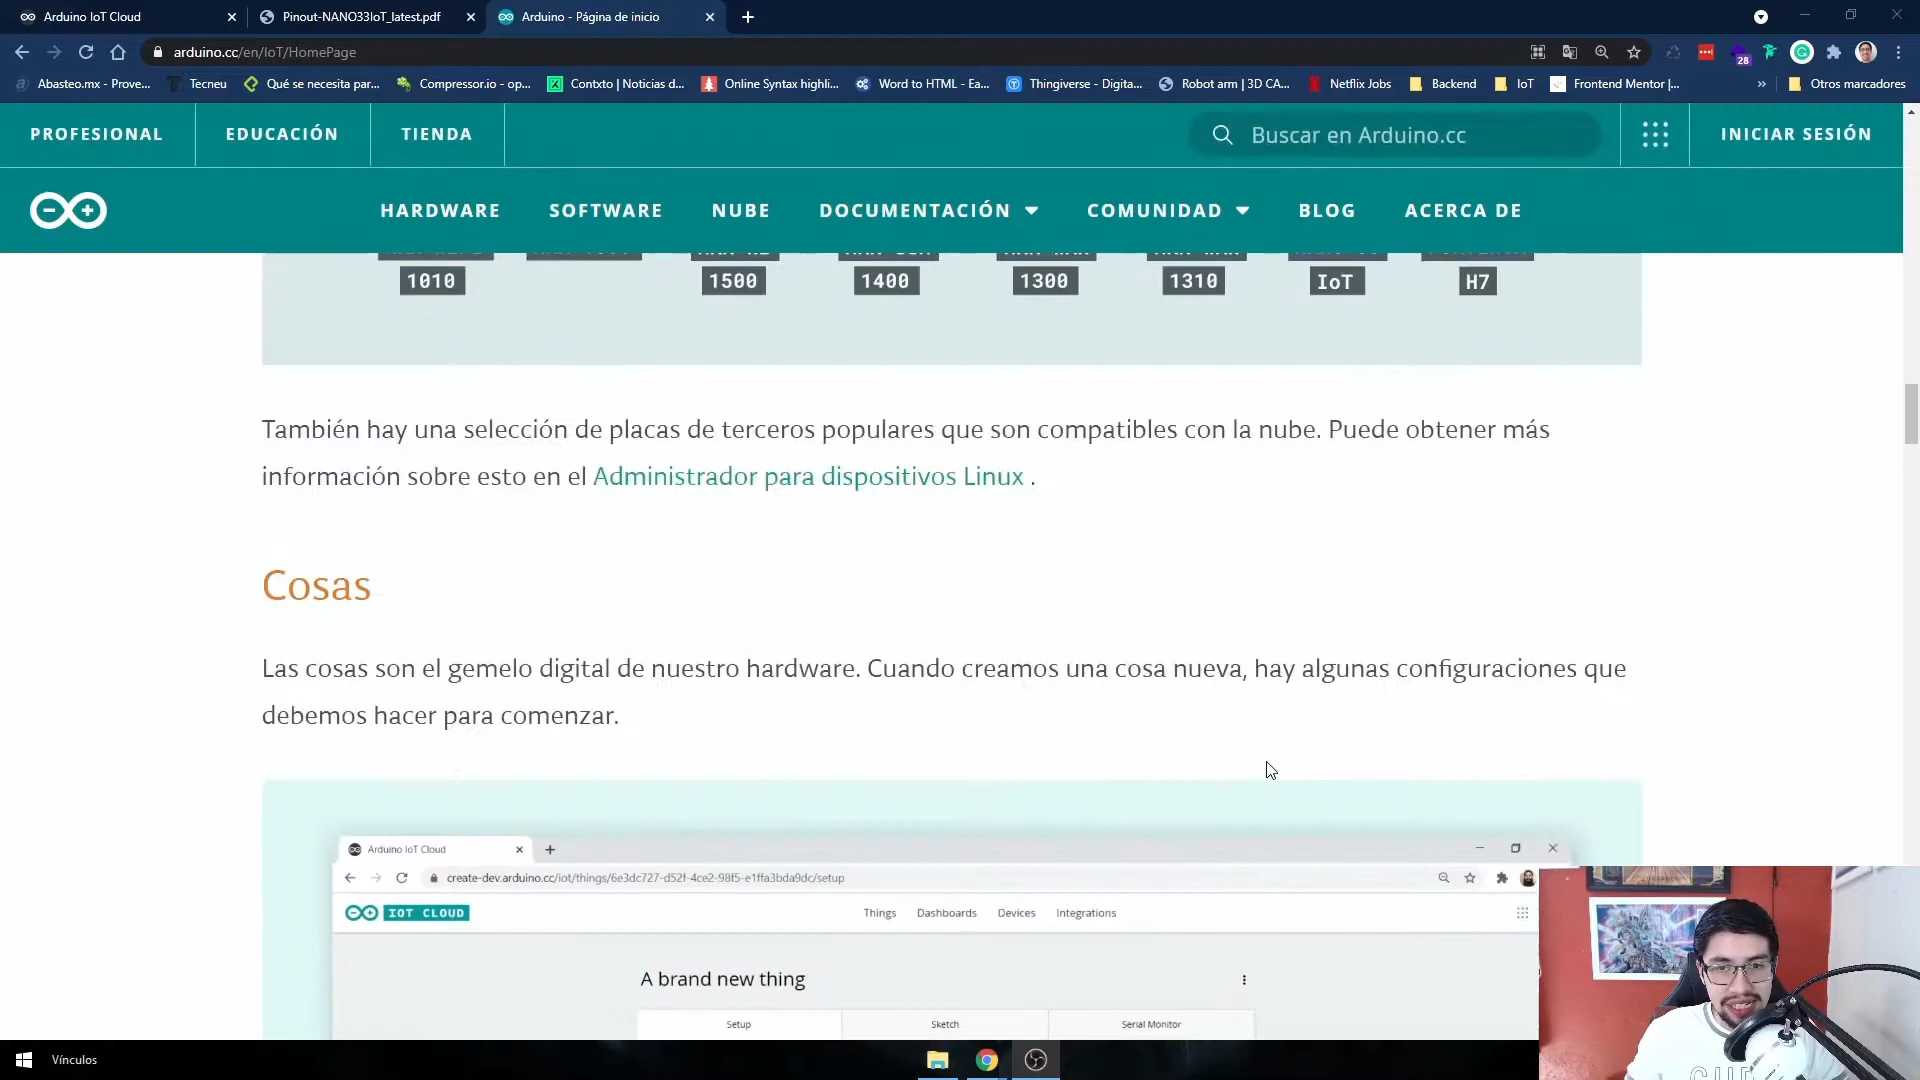 Arduino IoT Cloud
Pinout-NANO33IoT_latest.pdf
Arduino - Página de inicio
arduino.cc/en/IoT/HomePage
28
Abasteo.mx - Prove...
Tecneu
Qué se necesita par...
Compressor.io - op...
Contxto | Noticias d...
Online Syntax highli...
Word to HTML - Ea...
Thingiverse - Digita...
Robot arm | 3D CA...
Netflix Jobs
Backend
IoT
Frontend Mentor |...
»
Otros marcadores
PROFESIONAL
EDUCACIÓN
TIENDA
Buscar en Arduino.cc
INICIAR SESIÓN
HARDWARE
SOFTWARE
NUBE
DOCUMENTACIÓN
COMUNIDAD
BLOG
ACERCA DE
1010
1500
1400
1300
1310
IoT
H7
También hay una selección de placas de terceros populares que son compatibles con la nube. Puede obtener más
información sobre esto en el Administrador para dispositivos Linux .
Cosas
Las cosas son el gemelo digital de nuestro hardware. Cuando creamos una cosa nueva, hay algunas configuraciones que
debemos hacer para comenzar.
Arduino IoT Cloud
create-dev.arduino.cc/iot/things/6e3dc727-d52f-4ce2-98f5-e1ffa3bda9dc/setup
IOT CLOUD
Things
Dashboards
Devices
Integrations
A brand new thing
Setup
Sketch
Serial Monitor
Vínculos